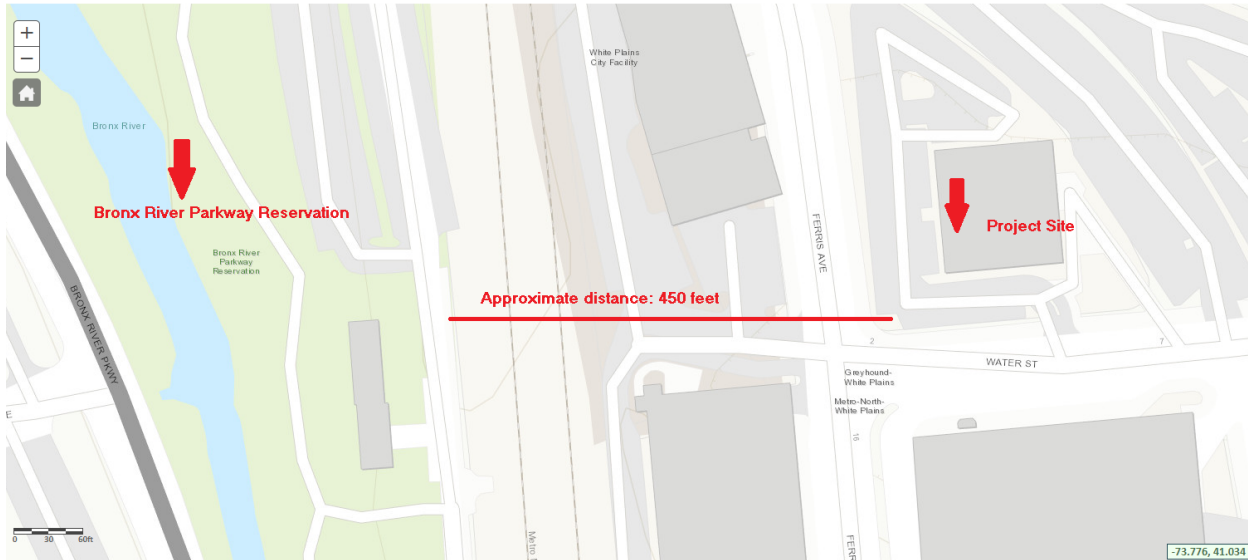 +
−
White Plains
City Facility
Bronx River
Bronx River Parkway Reservation
Bronx River
Parkway
Reservation
FERRIS AVE
Project Site
Approximate distance: 450 feet
BRONX RIVER PKWY
2
7
WATER ST
Greyhound-
White Plains
Metro-North-
White Plains
E
16
0 30 60ft
Metro
FERR
-73.776, 41.034